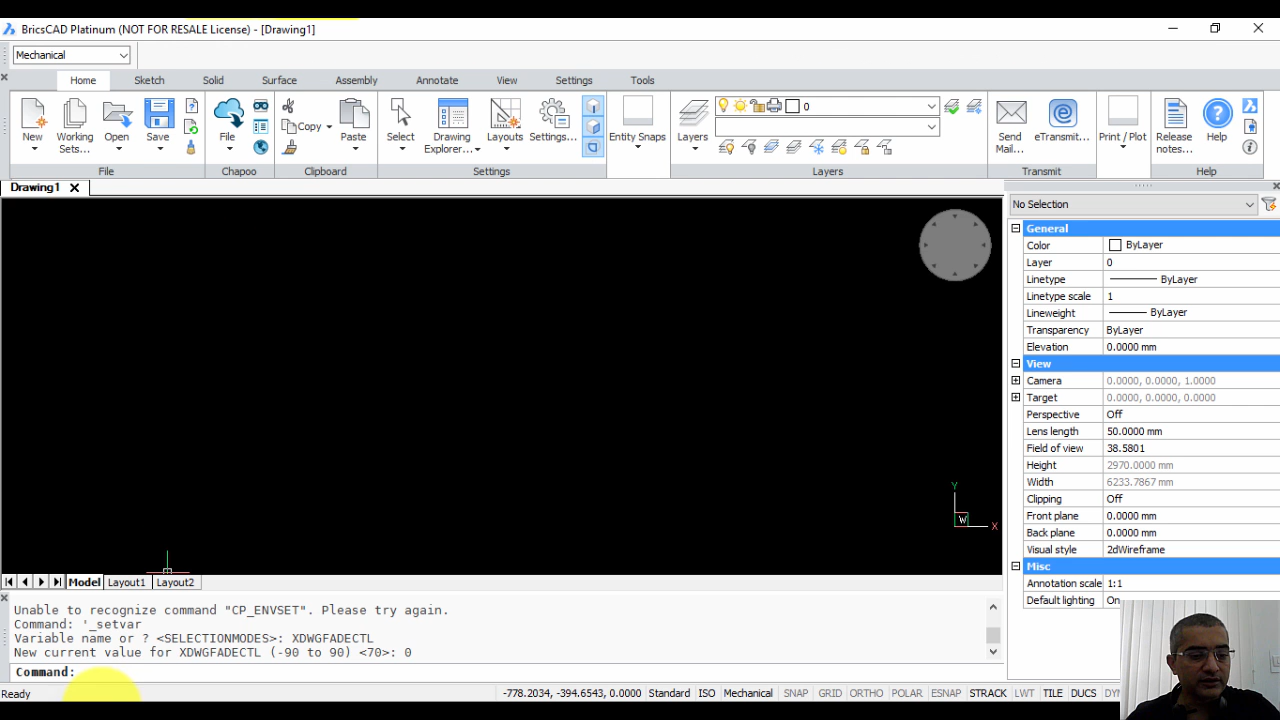 BricsCAD Platinum (NOT FOR RESALE License) - [Drawing1]
Mechanical
Home Sketch Solid Surface Assembly Annotate View Settings Tools
New Working Sets... Open Save File Copy Paste Select Drawing Explorer... Layouts Settings... Entity Snaps Layers 0 Send Mail... eTransmit... Print / Plot Release notes... Help
File Chapoo Clipboard Settings Layers Transmit Help
Drawing1
No Selection
General
Color ByLayer
Layer 0
Linetype ByLayer
Linetype scale 1
Lineweight ByLayer
Transparency ByLayer
Elevation 0.0000 mm
View
Camera 0.0000, 0.0000, 1.0000
Target 0.0000, 0.0000, 0.0000
Perspective Off
Lens length 50.0000 mm
Field of view 38.5801
Height 2970.0000 mm
Width 6233.7867 mm
Clipping Off
Front plane 0.0000 mm
Back plane 0.0000 mm
Visual style 2dWireframe
Misc
Annotation scale 1:1
Default lighting On
Y
W X
Model Layout1 Layout2
Unable to recognize command "CP_ENVSET". Please try again.
Command: '_setvar
Variable name or ? <SELECTIONMODES>: XDWGFADECTL
New current value for XDWGFADECTL (-90 to 90) <70>: 0
Command:
Ready -778.2034, -394.6543, 0.0000 Standard ISO Mechanical SNAP GRID ORTHO POLAR ESNAP STRACK LWT TILE DUCS